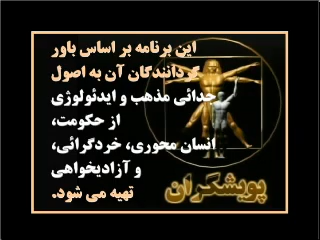 این برنامه بر اساس باور
گردانندگان آن به اصول
جدائی مذهب و ایدئولوژی
از حکومت،
انسان محوری، خردگرائی،
و آزادیخواهی
تهیه می شود.
پویشگران